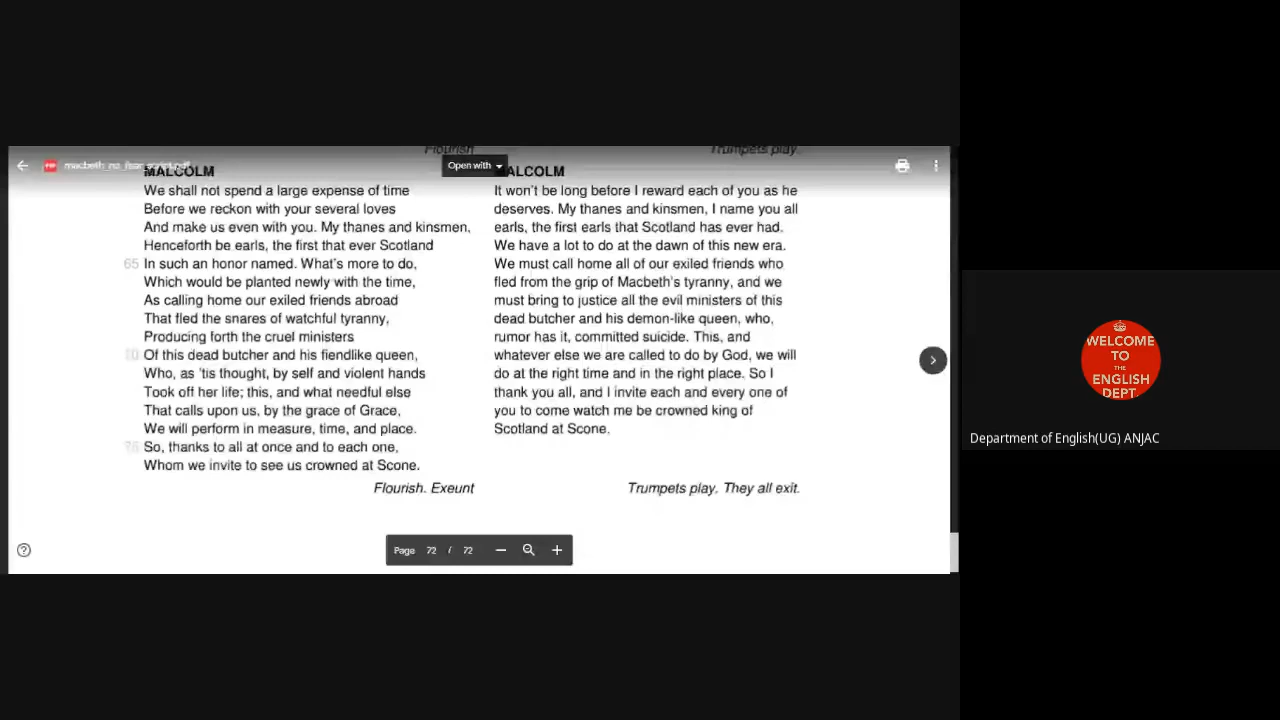 Flourish
Trumpets play.
macbeth_no_fear_script.pdf
Open with
MALCOLM
We shall not spend a large expense of time
Before we reckon with your several loves
And make us even with you. My thanes and kinsmen,
Henceforth be earls, the first that ever Scotland
65 In such an honor named. What's more to do,
Which would be planted newly with the time,
As calling home our exiled friends abroad
That fled the snares of watchful tyranny,
Producing forth the cruel ministers
70 Of this dead butcher and his fiendlike queen,
Who, as 'tis thought, by self and violent hands
Took off her life; this, and what needful else
That calls upon us, by the grace of Grace,
We will perform in measure, time, and place.
75 So, thanks to all at once and to each one,
Whom we invite to see us crowned at Scone.
Flourish. Exeunt
MALCOLM
It won't be long before I reward each of you as he
deserves. My thanes and kinsmen, I name you all
earls, the first earls that Scotland has ever had.
We have a lot to do at the dawn of this new era.
We must call home all of our exiled friends who
fled from the grip of Macbeth's tyranny, and we
must bring to justice all the evil ministers of this
dead butcher and his demon-like queen, who,
rumor has it, committed suicide. This, and
whatever else we are called to do by God, we will
do at the right time and in the right place. So I
thank you all, and I invite each and every one of
you to come watch me be crowned king of
Scotland at Scone.
Trumpets play. They all exit.
Page 72 / 72
WELCOME
TO
THE
ENGLISH
DEPT.
Department of English(UG) ANJAC